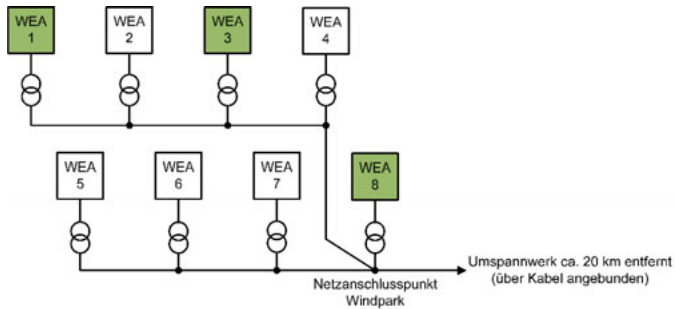 WEA
1
WEA
2
WEA
3
WEA
4
WEA
5
WEA
6
WEA
7
WEA
8
Umspannwerk ca. 20 km entfernt
(über Kabel angebunden)
Netzanschlusspunkt
Windpark